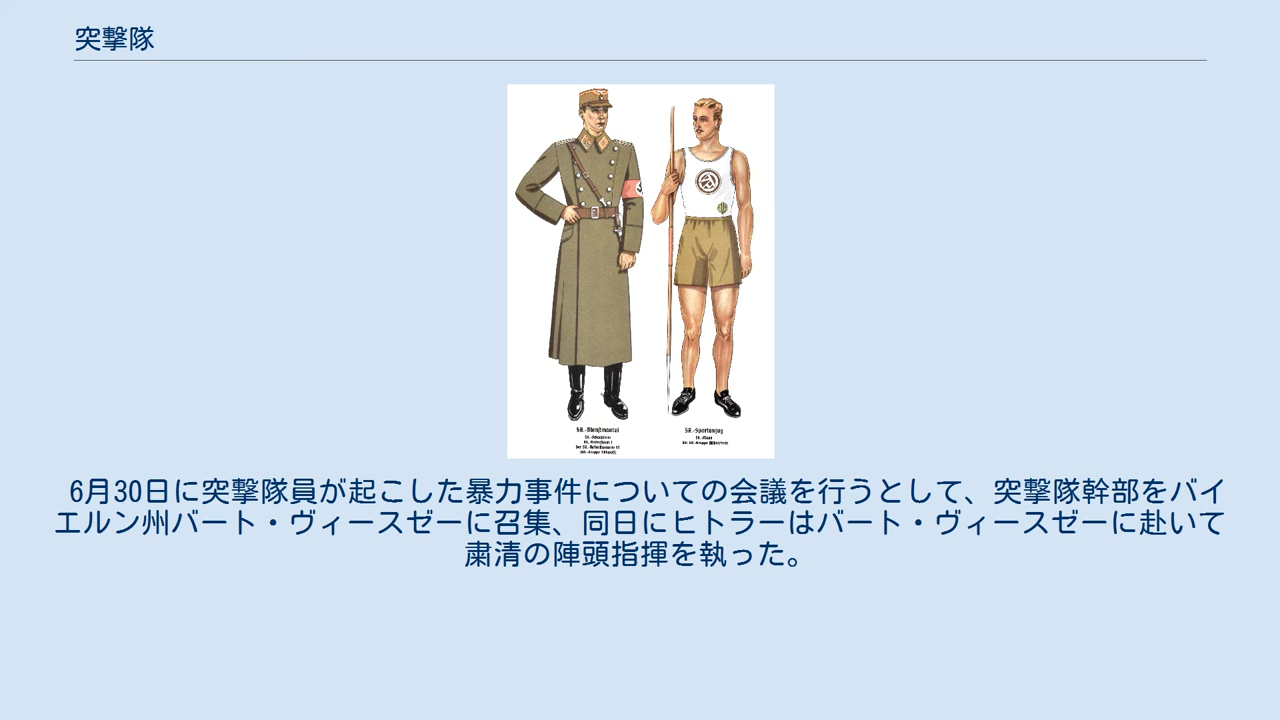 突撃隊
SA.-Dienstmantel
SA.-Sportanzug
6月30日に突撃隊員が起こした暴力事件についての会議を行うとして、突撃隊幹部をバイ
エルン州バート・ヴィースゼーに召集、同日にヒトラーはバート・ヴィースゼーに赴いて
粛清の陣頭指揮を執った。